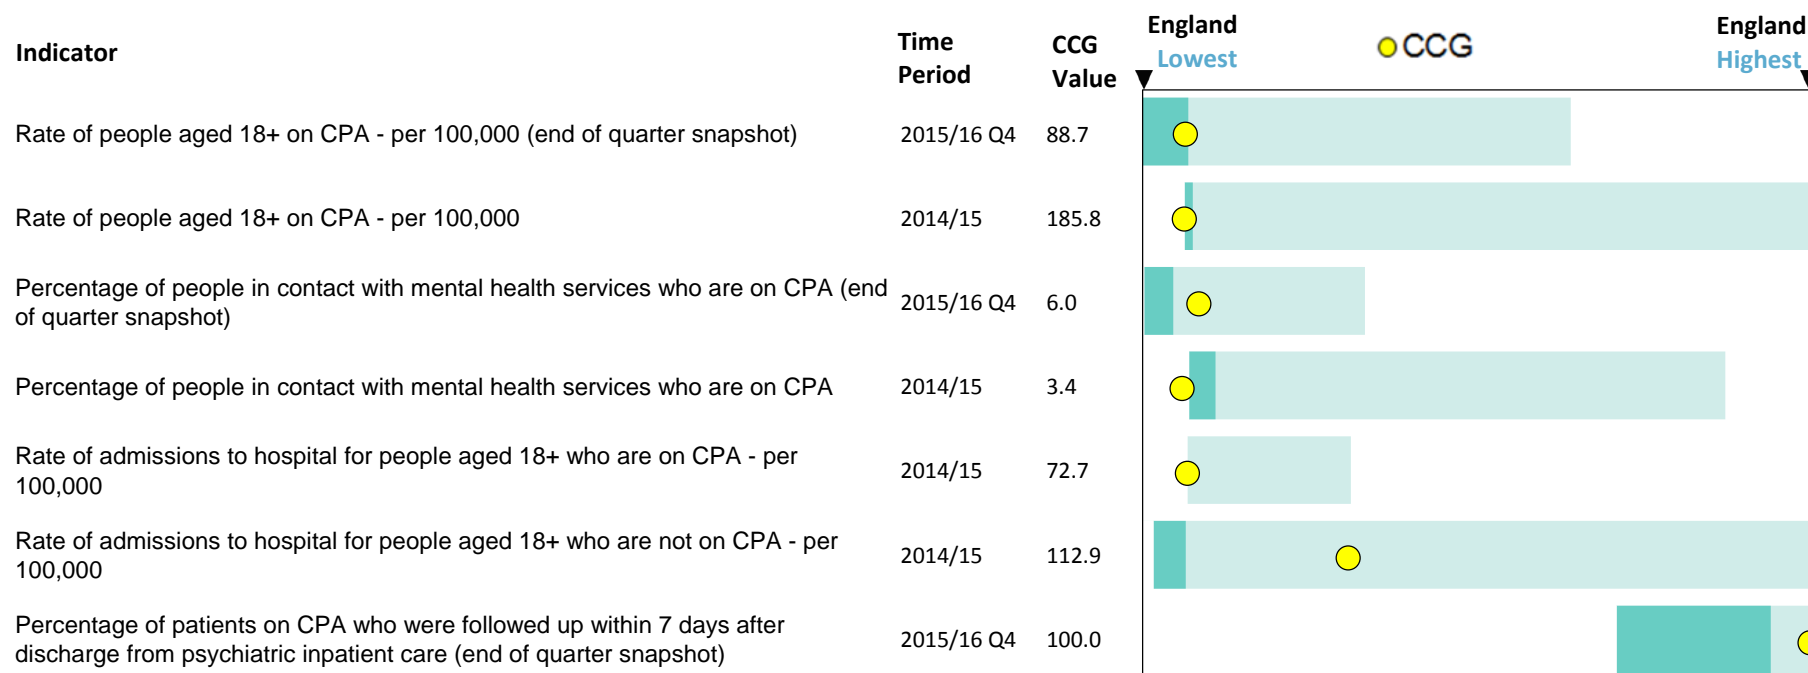 Indicator
Time Period
CCG Value
England Lowest
CCG
England Highest
Rate of people aged 18+ on CPA - per 100,000 (end of quarter snapshot) 2015/16 Q4 88.7
Rate of people aged 18+ on CPA - per 100,000 2014/15 185.8
Percentage of people in contact with mental health services who are on CPA (end
of quarter snapshot) 2015/16 Q4 6.0
Percentage of people in contact with mental health services who are on CPA 2014/15 3.4
Rate of admissions to hospital for people aged 18+ who are on CPA - per
100,000 2014/15 72.7
Rate of admissions to hospital for people aged 18+ who are not on CPA - per
100,000 2014/15 112.9
Percentage of patients on CPA who were followed up within 7 days after
discharge from psychiatric inpatient care (end of quarter snapshot) 2015/16 Q4 100.0